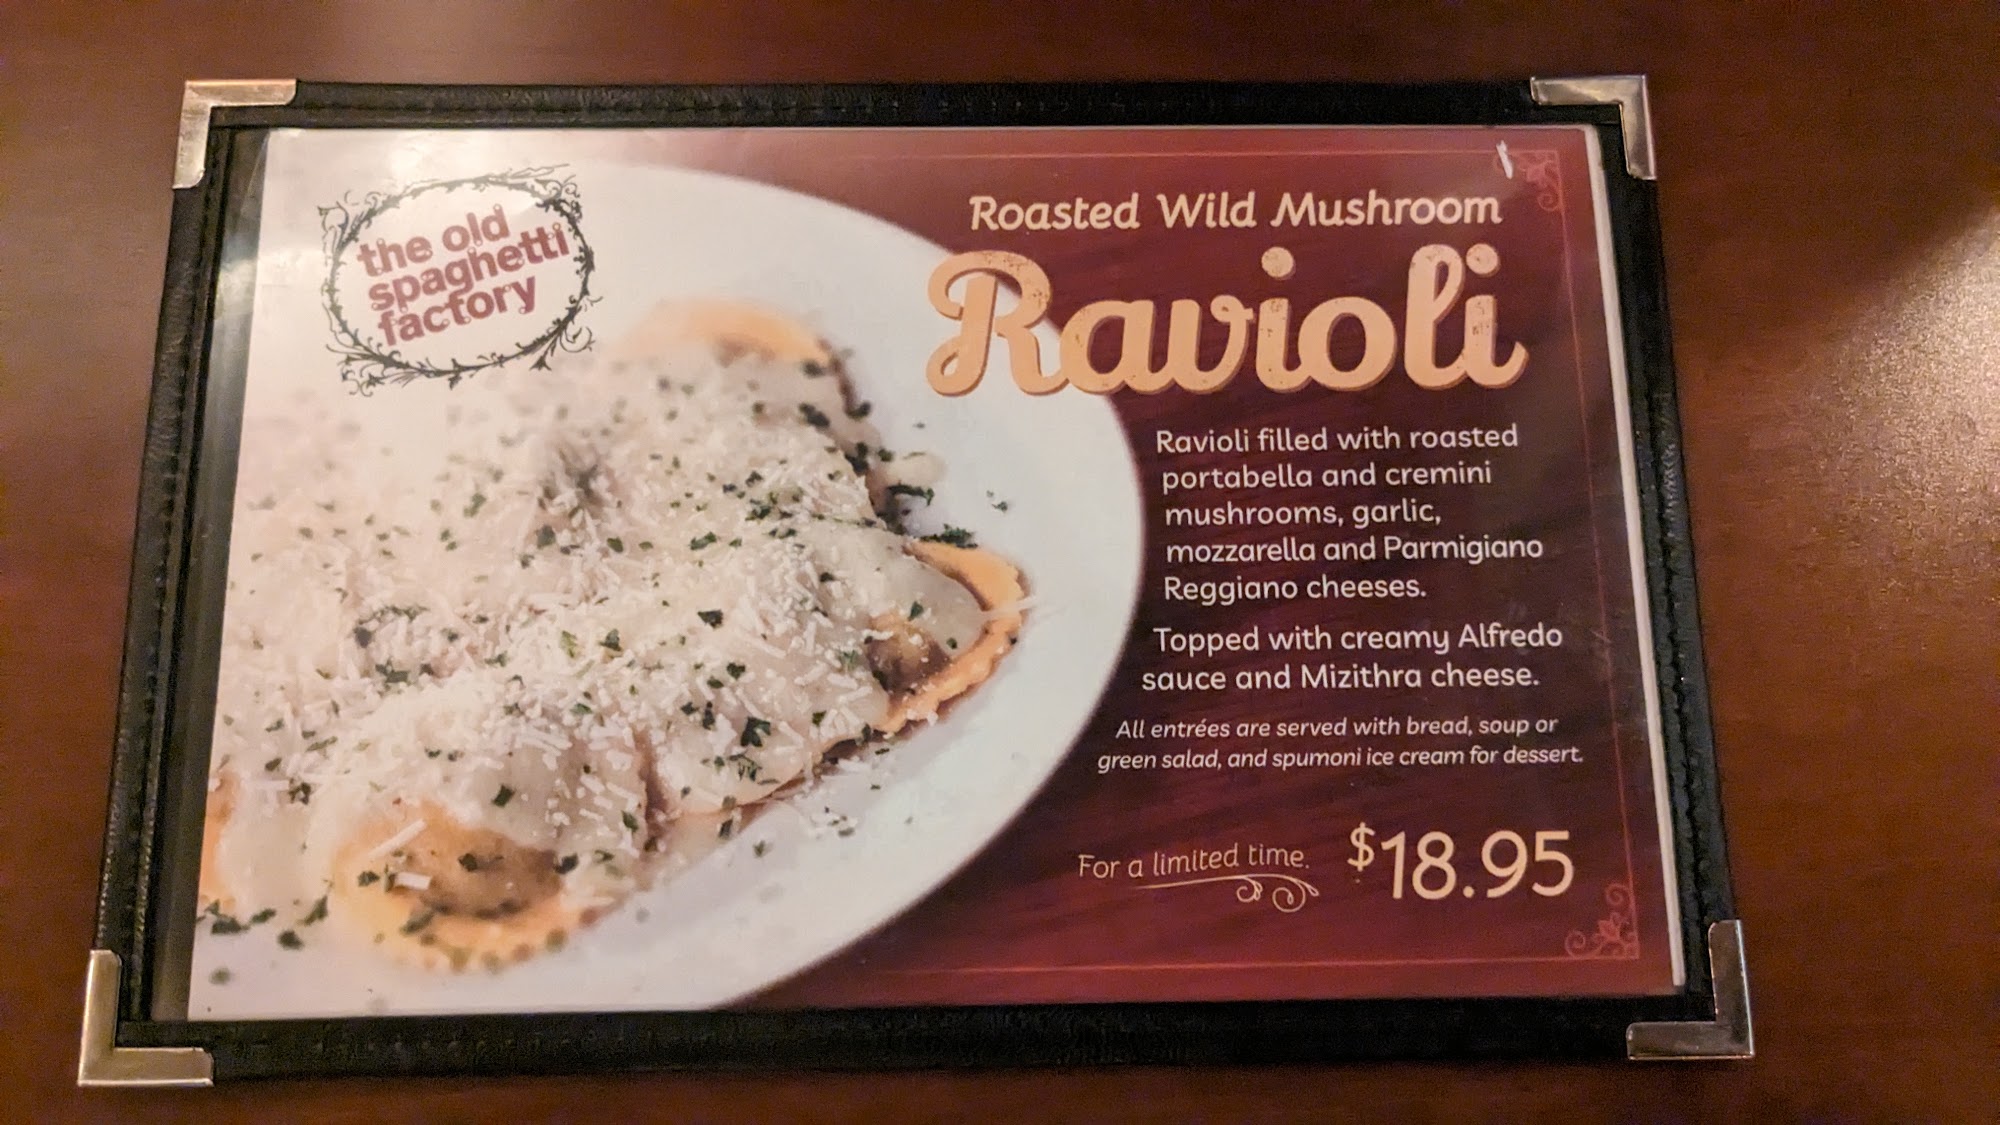 the old
spaghetti
factory
Roasted Wild Mushroom
Ravioli
Ravioli filled with roasted
portabella and cremini
mushrooms, garlic,
mozzarella and Parmigiano
Reggiano cheeses.
Topped with creamy Alfredo
sauce and Mizithra cheese.
All entrées are served with bread, soup or
green salad, and spumoni ice cream for dessert.
For a limited time. $18.95